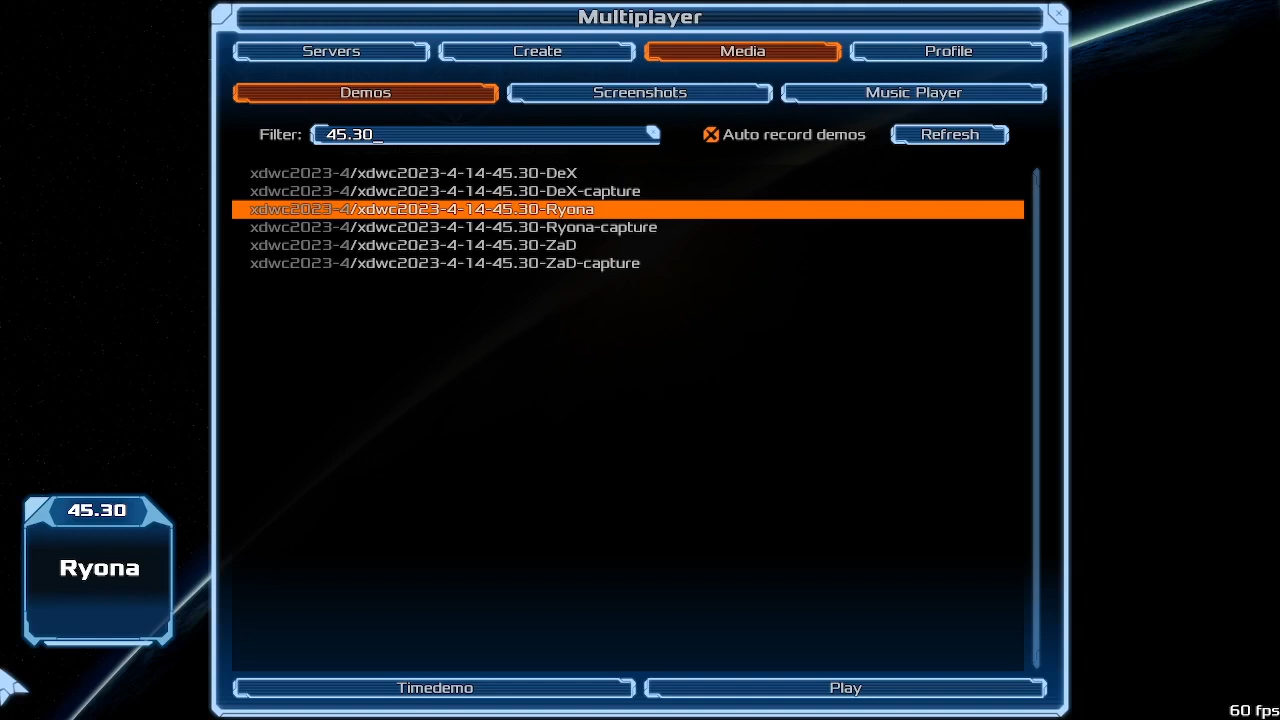 Multiplayer
Servers Create Media Profile
Demos Screenshots Music Player
Filter: 45.30_ Auto record demos Refresh
xdwc2023-4/xdwc2023-4-14-45.30-DeX
xdwc2023-4/xdwc2023-4-14-45.30-DeX-capture
xdwc2023-4/xdwc2023-4-14-45.30-Ryona
xdwc2023-4/xdwc2023-4-14-45.30-Ryona-capture
xdwc2023-4/xdwc2023-4-14-45.30-ZaD
xdwc2023-4/xdwc2023-4-14-45.30-ZaD-capture
45.30
Ryona
Timedemo Play
60 fps